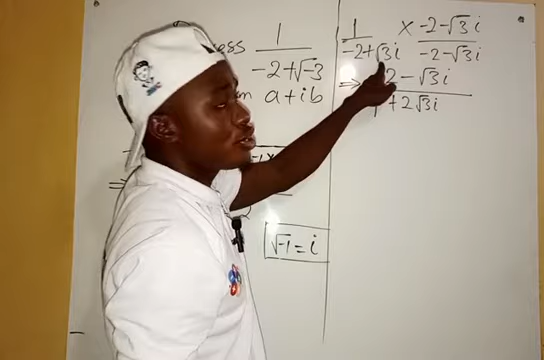 ess 1/(-2+√-3)
m a+ib
⇒
√-1 = i
1/(-2+√3i) × (-2-√3i)/(-2-√3i)
⇒ 2-√3i
+2√3i